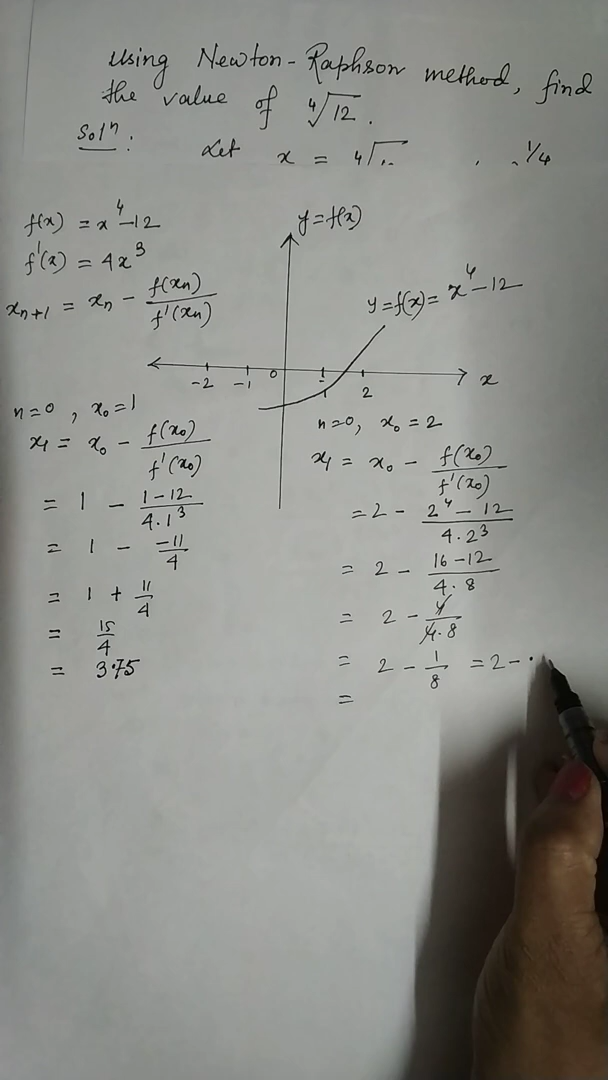 Using Newton-Raphson method, find
the value of ∜12.
Solⁿ: Let x = ∜ 1/4
f(x) = x⁴-12
f'(x) = 4x³
xₙ₊₁ = xₙ - f(xₙ)/f'(xₙ)
y=f(x)
y=f(x)= x⁴-12
-2 -1 0 1 2 x
n=0, x₀=1
x₁ = x₀ - f(x₀)/f'(x₀)
= 1 - (1-12)/(4.1³)
= 1 - (-11)/4
= 1 + 11/4
= 15/4
= 3.75
n=0, x₀=2
x₁ = x₀ - f(x₀)/f'(x₀)
=2 - (2⁴-12)/(4.2³)
= 2 - (16-12)/(4.8)
= 2 - 4/(4.8)
= 2 - 1/8 =2-.
=